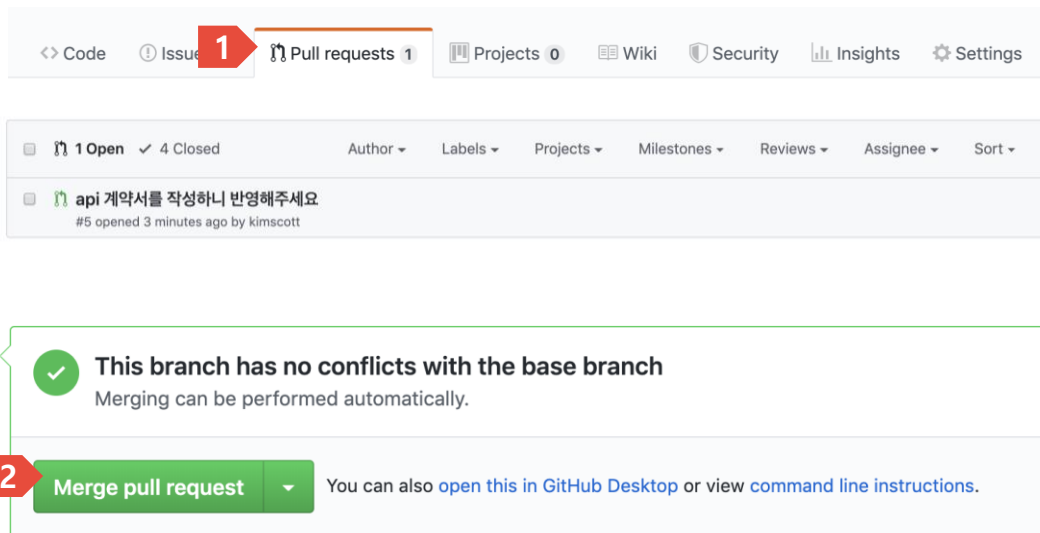 Code Issue 1 Pull requests 1 Projects 0 Wiki Security Insights Settings
1 Open 4 Closed Author Labels Projects Milestones Reviews Assignee Sort
api 계약서를 작성하니 반영해주세요
#5 opened 3 minutes ago by kimscott
This branch has no conflicts with the base branch
Merging can be performed automatically.
2 Merge pull request You can also open this in GitHub Desktop or view command line instructions.